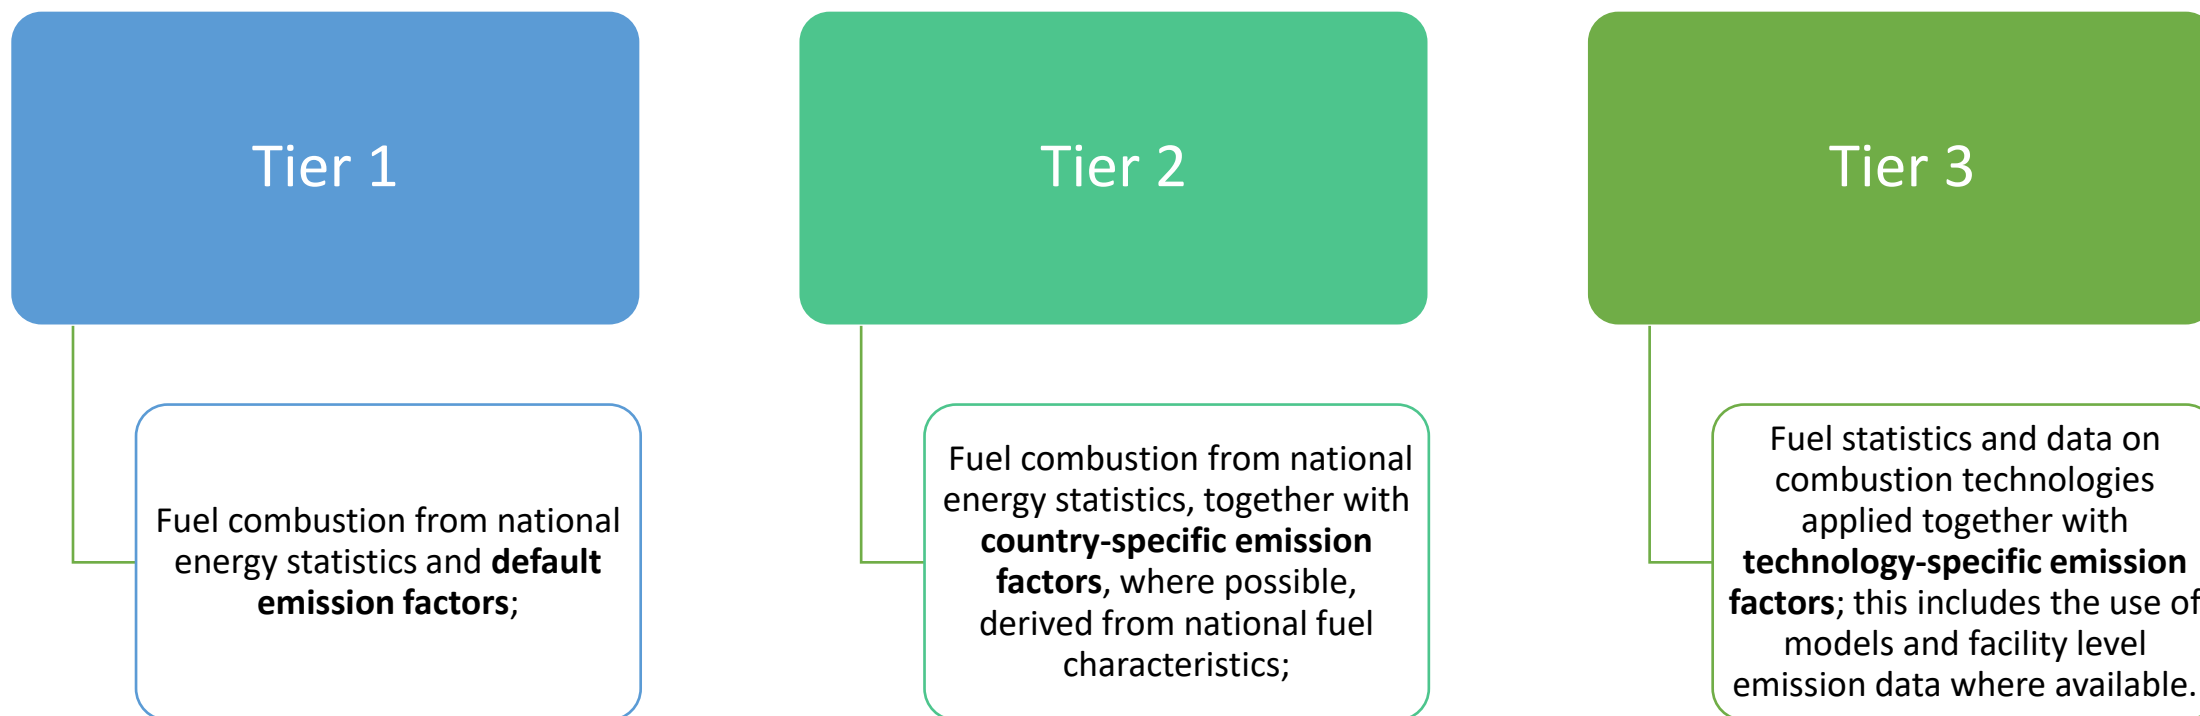 Tier 1
Fuel combustion from national
energy statistics and default
emission factors;
Tier 2
Fuel combustion from national
energy statistics, together with
country-specific emission
factors, where possible,
derived from national fuel
characteristics;
Tier 3
Fuel statistics and data on
combustion technologies
applied together with
technology-specific emission
factors; this includes the use of
models and facility level
emission data where available.